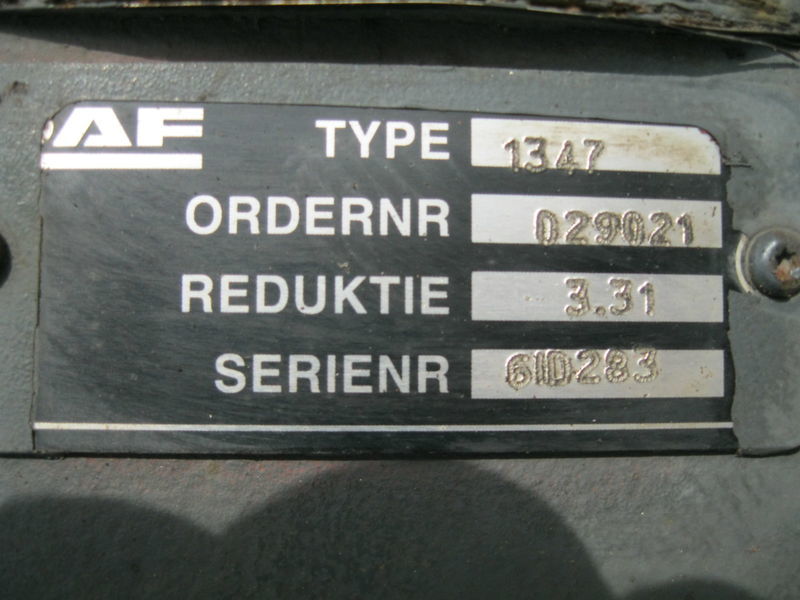 AF
TYPE 1347
ORDERNR 029021
REDUKTIE 3.31
SERIENR 61D283